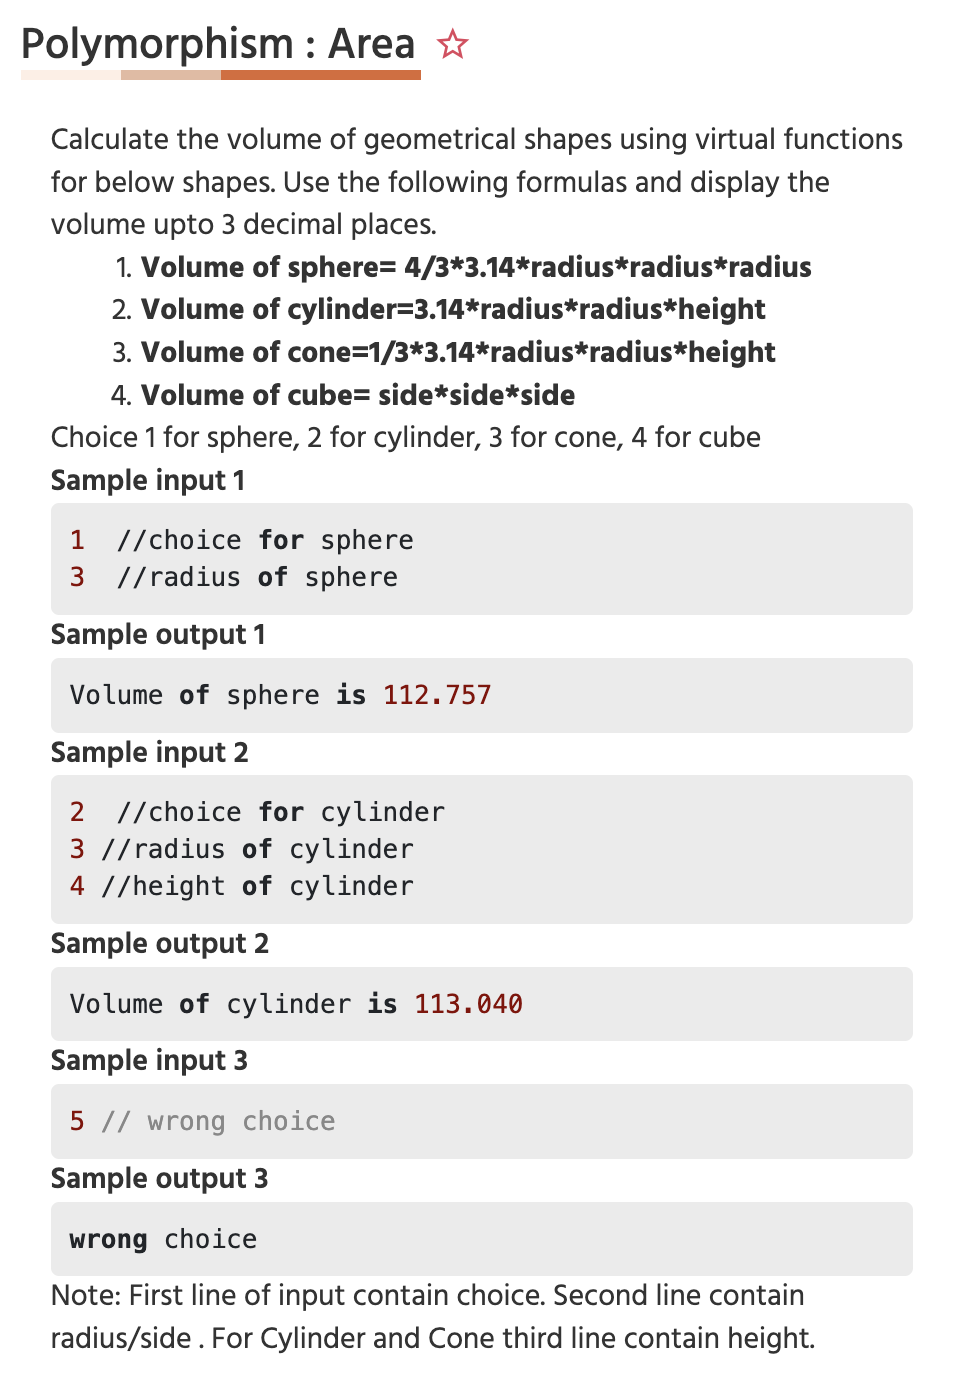 Polymorphism : Area
Calculate the volume of geometrical shapes using virtual functions
for below shapes. Use the following formulas and display the
volume upto 3 decimal places.
1. Volume of sphere= 4/3*3.14*radius*radius*radius
2. Volume of cylinder=3.14*radius*radius*height
3. Volume of cone=1/3*3.14*radius*radius*height
4. Volume of cube= side*side*side
Choice 1 for sphere, 2 for cylinder, 3 for cone, 4 for cube
Sample input 1
1  //choice for sphere
3  //radius of sphere
Sample output 1
Volume of sphere is 112.757
Sample input 2
2  //choice for cylinder
3 //radius of cylinder
4 //height of cylinder
Sample output 2
Volume of cylinder is 113.040
Sample input 3
5 // wrong choice
Sample output 3
wrong choice
Note: First line of input contain choice. Second line contain
radius/side . For Cylinder and Cone third line contain height.